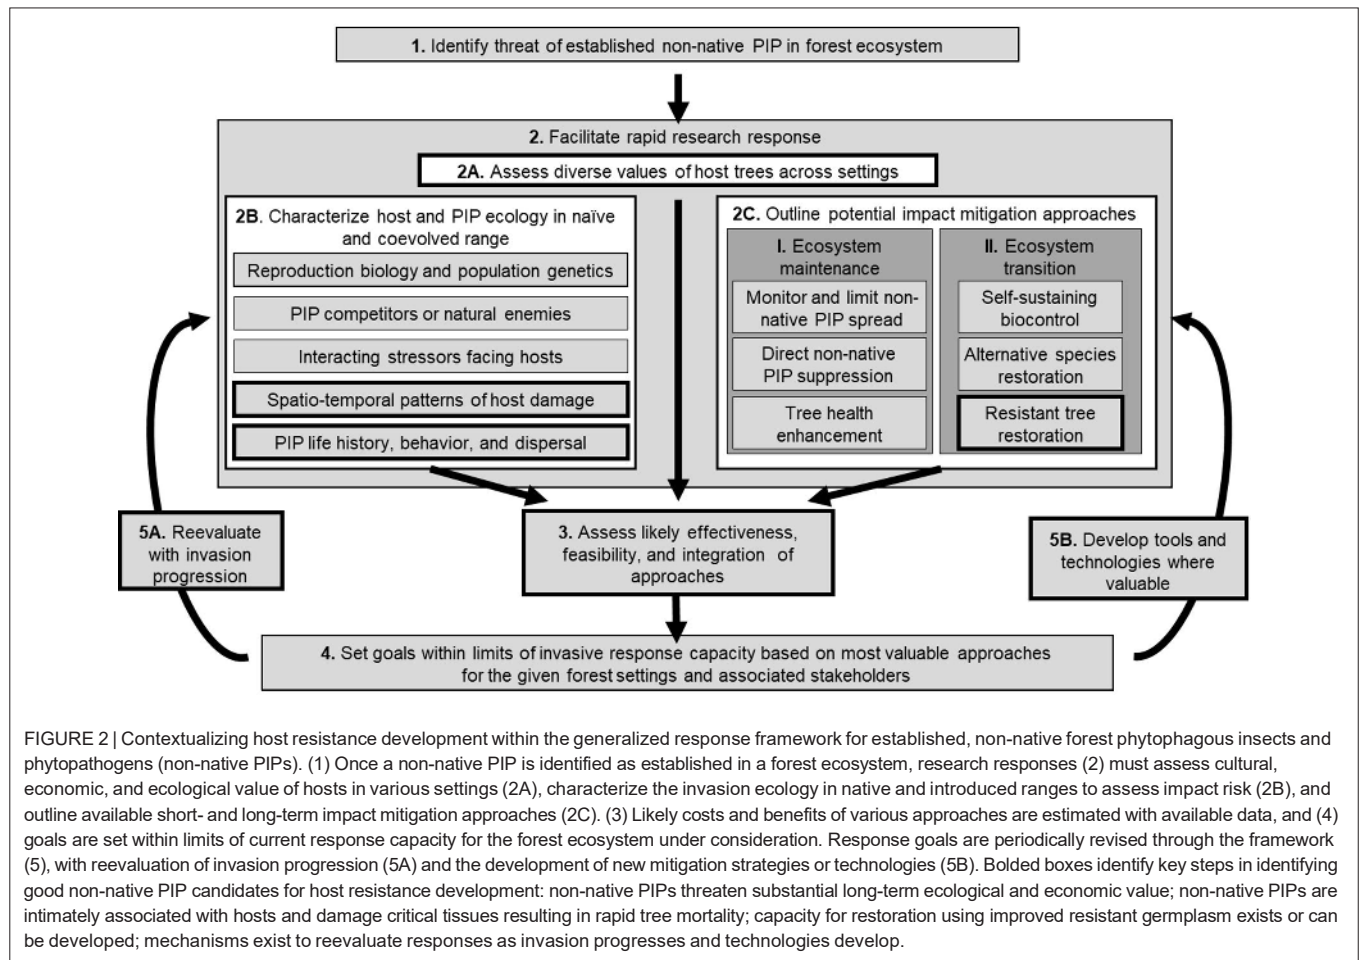 1. Identify threat of established non-native PIP in forest ecosystem
2. Facilitate rapid research response
2A. Assess diverse values of host trees across settings
2B. Characterize host and PIP ecology in naïve
and coevolved range
Reproduction biology and population genetics
PIP competitors or natural enemies
Interacting stressors facing hosts
Spatio-temporal patterns of host damage
PIP life history, behavior, and dispersal
2C. Outline potential impact mitigation approaches
I. Ecosystem
maintenance
Monitor and limit non-
native PIP spread
Direct non-native
PIP suppression
Tree health
enhancement
II. Ecosystem
transition
Self-sustaining
biocontrol
Alternative species
restoration
Resistant tree
restoration
5A. Reevaluate
with invasion
progression
3. Assess likely effectiveness,
feasibility, and integration of
approaches
5B. Develop tools and
technologies where
valuable
4. Set goals within limits of invasive response capacity based on most valuable approaches
for the given forest settings and associated stakeholders
FIGURE 2 | Contextualizing host resistance development within the generalized response framework for established, non-native forest phytophagous insects and
phytopathogens (non-native PIPs). (1) Once a non-native PIP is identified as established in a forest ecosystem, research responses (2) must assess cultural,
economic, and ecological value of hosts in various settings (2A), characterize the invasion ecology in native and introduced ranges to assess impact risk (2B), and
outline available short- and long-term impact mitigation approaches (2C). (3) Likely costs and benefits of various approaches are estimated with available data, and (4)
goals are set within limits of current response capacity for the forest ecosystem under consideration. Response goals are periodically revised through the framework
(5), with reevaluation of invasion progression (5A) and the development of new mitigation strategies or technologies (5B). Bolded boxes identify key steps in identifying
good non-native PIP candidates for host resistance development: non-native PIPs threaten substantial long-term ecological and economic value; non-native PIPs are
intimately associated with hosts and damage critical tissues resulting in rapid tree mortality; capacity for restoration using improved resistant germplasm exists or can
be developed; mechanisms exist to reevaluate responses as invasion progresses and technologies develop.